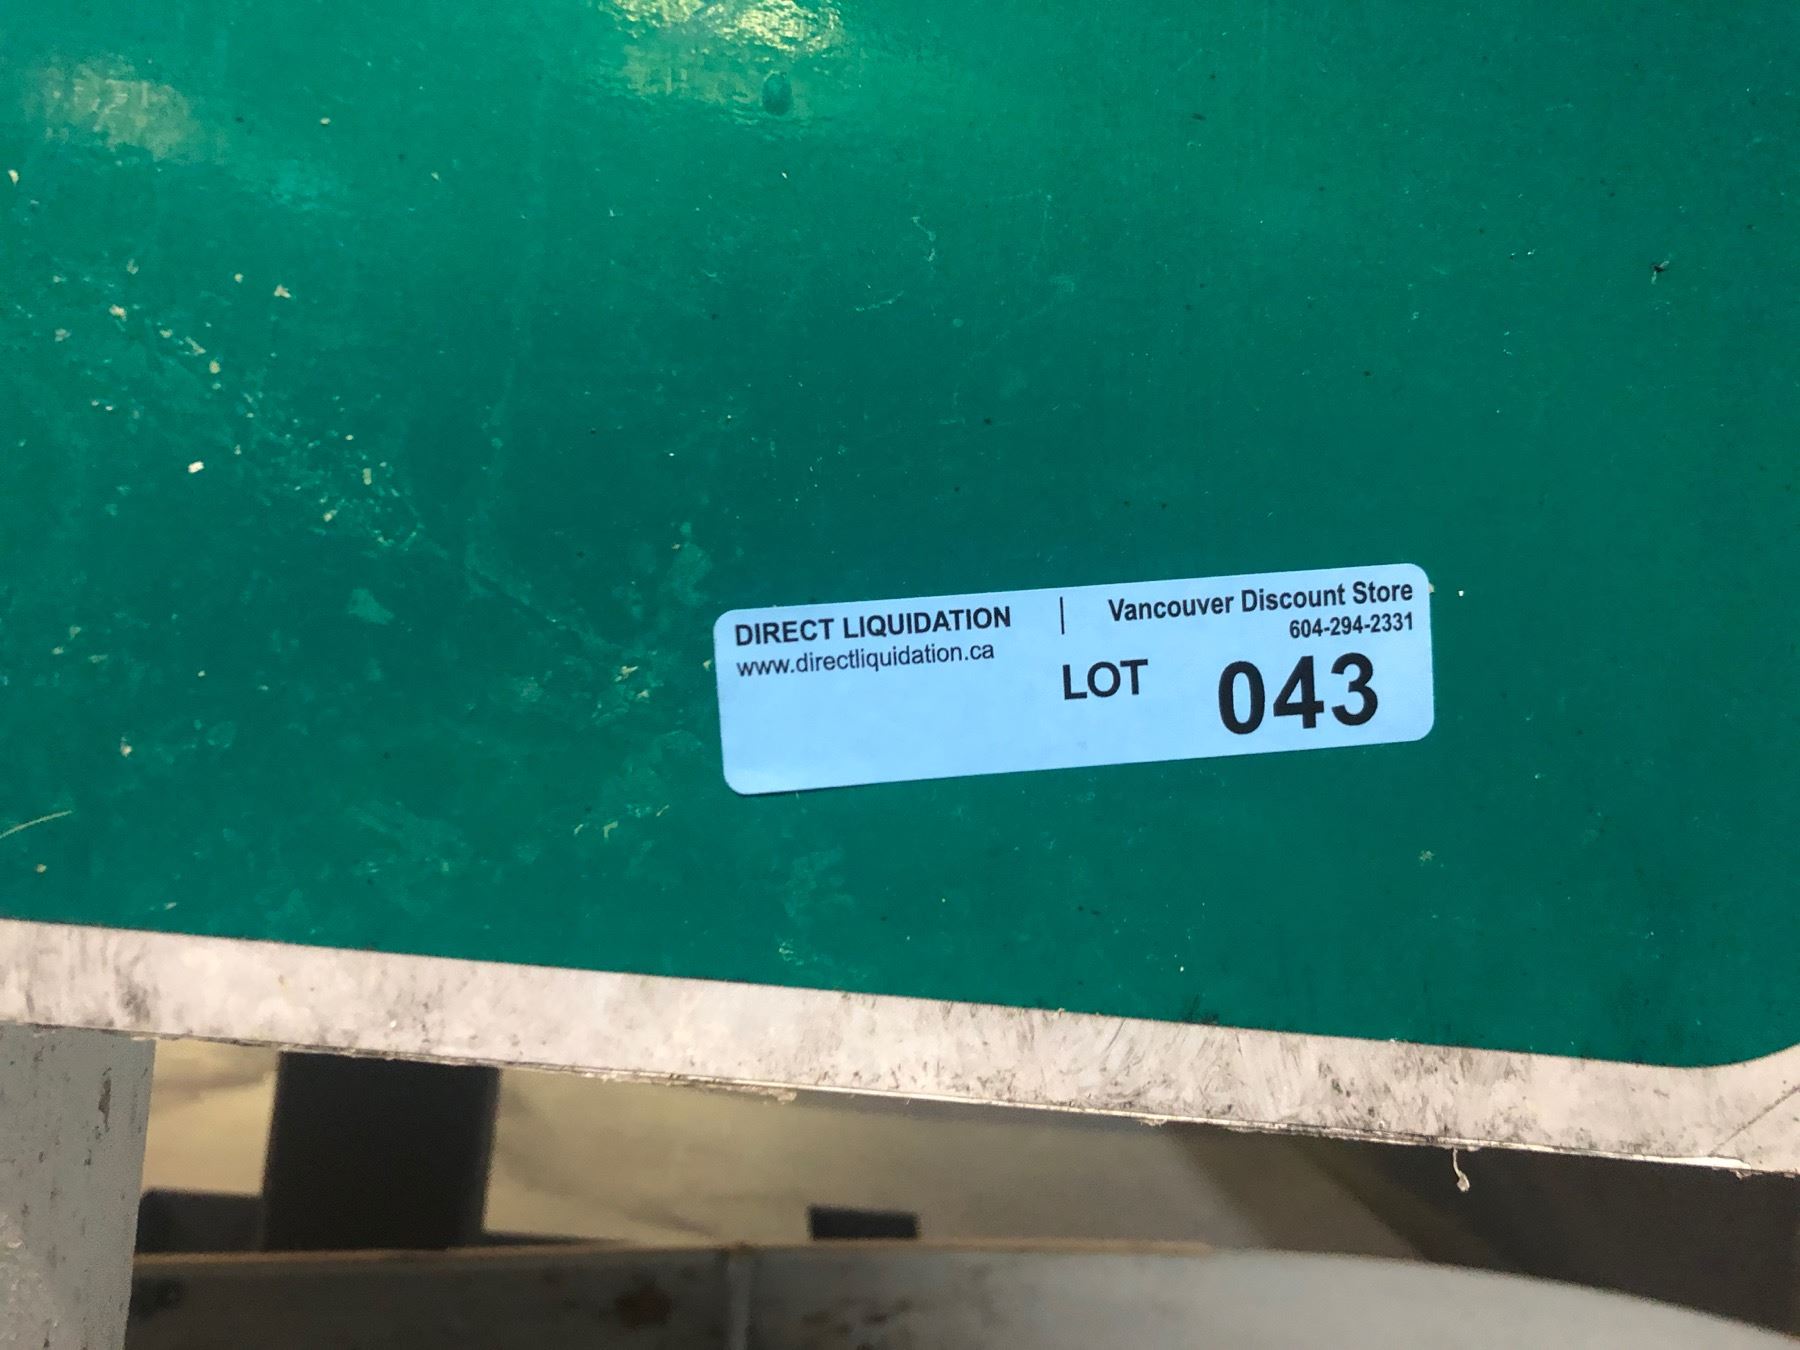 DIRECT LIQUIDATION | Vancouver Discount Store
www.directliquidation.ca 604-294-2331
LOT 043